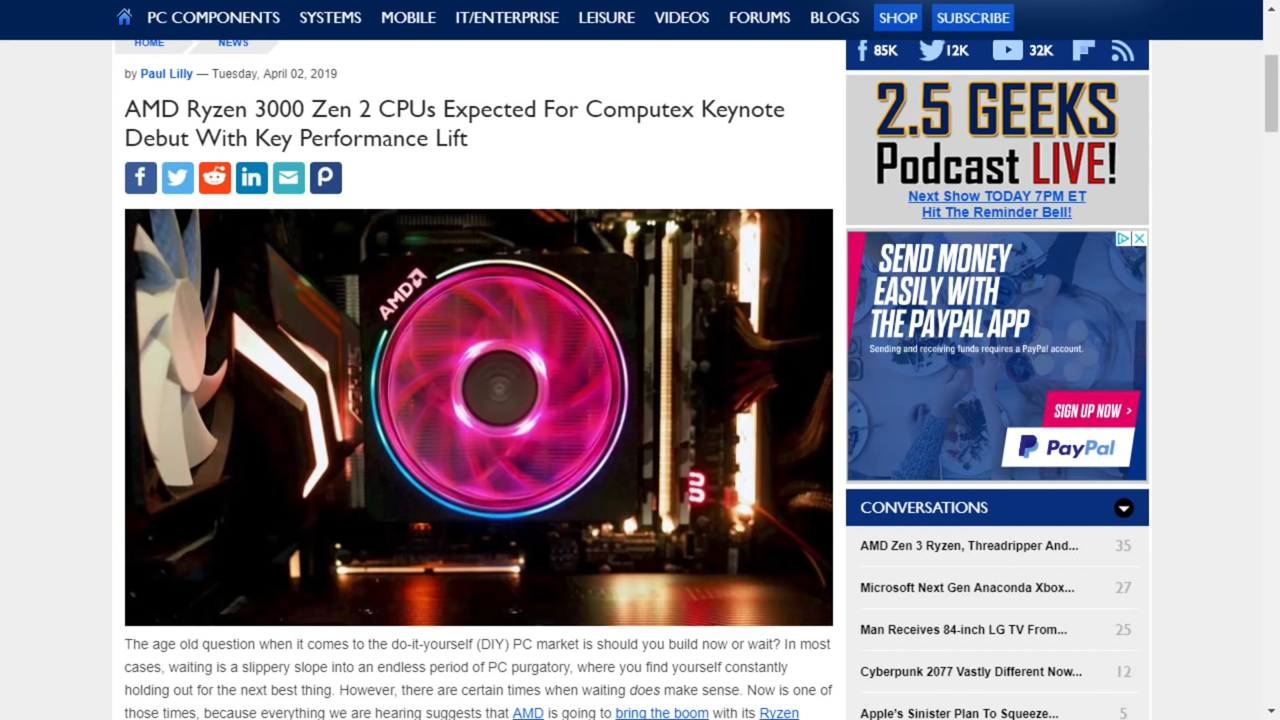 PC COMPONENTS SYSTEMS MOBILE IT/ENTERPRISE LEISURE VIDEOS FORUMS BLOGS SHOP SUBSCRIBE
HOME NEWS
by Paul Lilly — Tuesday, April 02, 2019
AMD Ryzen 3000 Zen 2 CPUs Expected For Computex Keynote
Debut With Key Performance Lift
AMD
The age old question when it comes to the do-it-yourself (DIY) PC market is should you build now or wait? In most
cases, waiting is a slippery slope into an endless period of PC purgatory, where you find yourself constantly
holding out for the next best thing. However, there are certain times when waiting does make sense. Now is one of
those times, because everything we are hearing suggests that AMD is going to bring the boom with its Ryzen
85K 12K 32K
2.5 GEEKS
Podcast LIVE!
Next Show TODAY 7PM ET
Hit The Reminder Bell!
SEND MONEY
EASILY WITH
THE PAYPAL APP
Sending and receiving funds requires a PayPal account.
SIGN UP NOW >
PayPal
CONVERSATIONS
AMD Zen 3 Ryzen, Threadripper And... 35
Microsoft Next Gen Anaconda Xbox... 27
Man Receives 84-inch LG TV From... 25
Cyberpunk 2077 Vastly Different Now... 12
Apple's Sinister Plan To Squeeze... 5